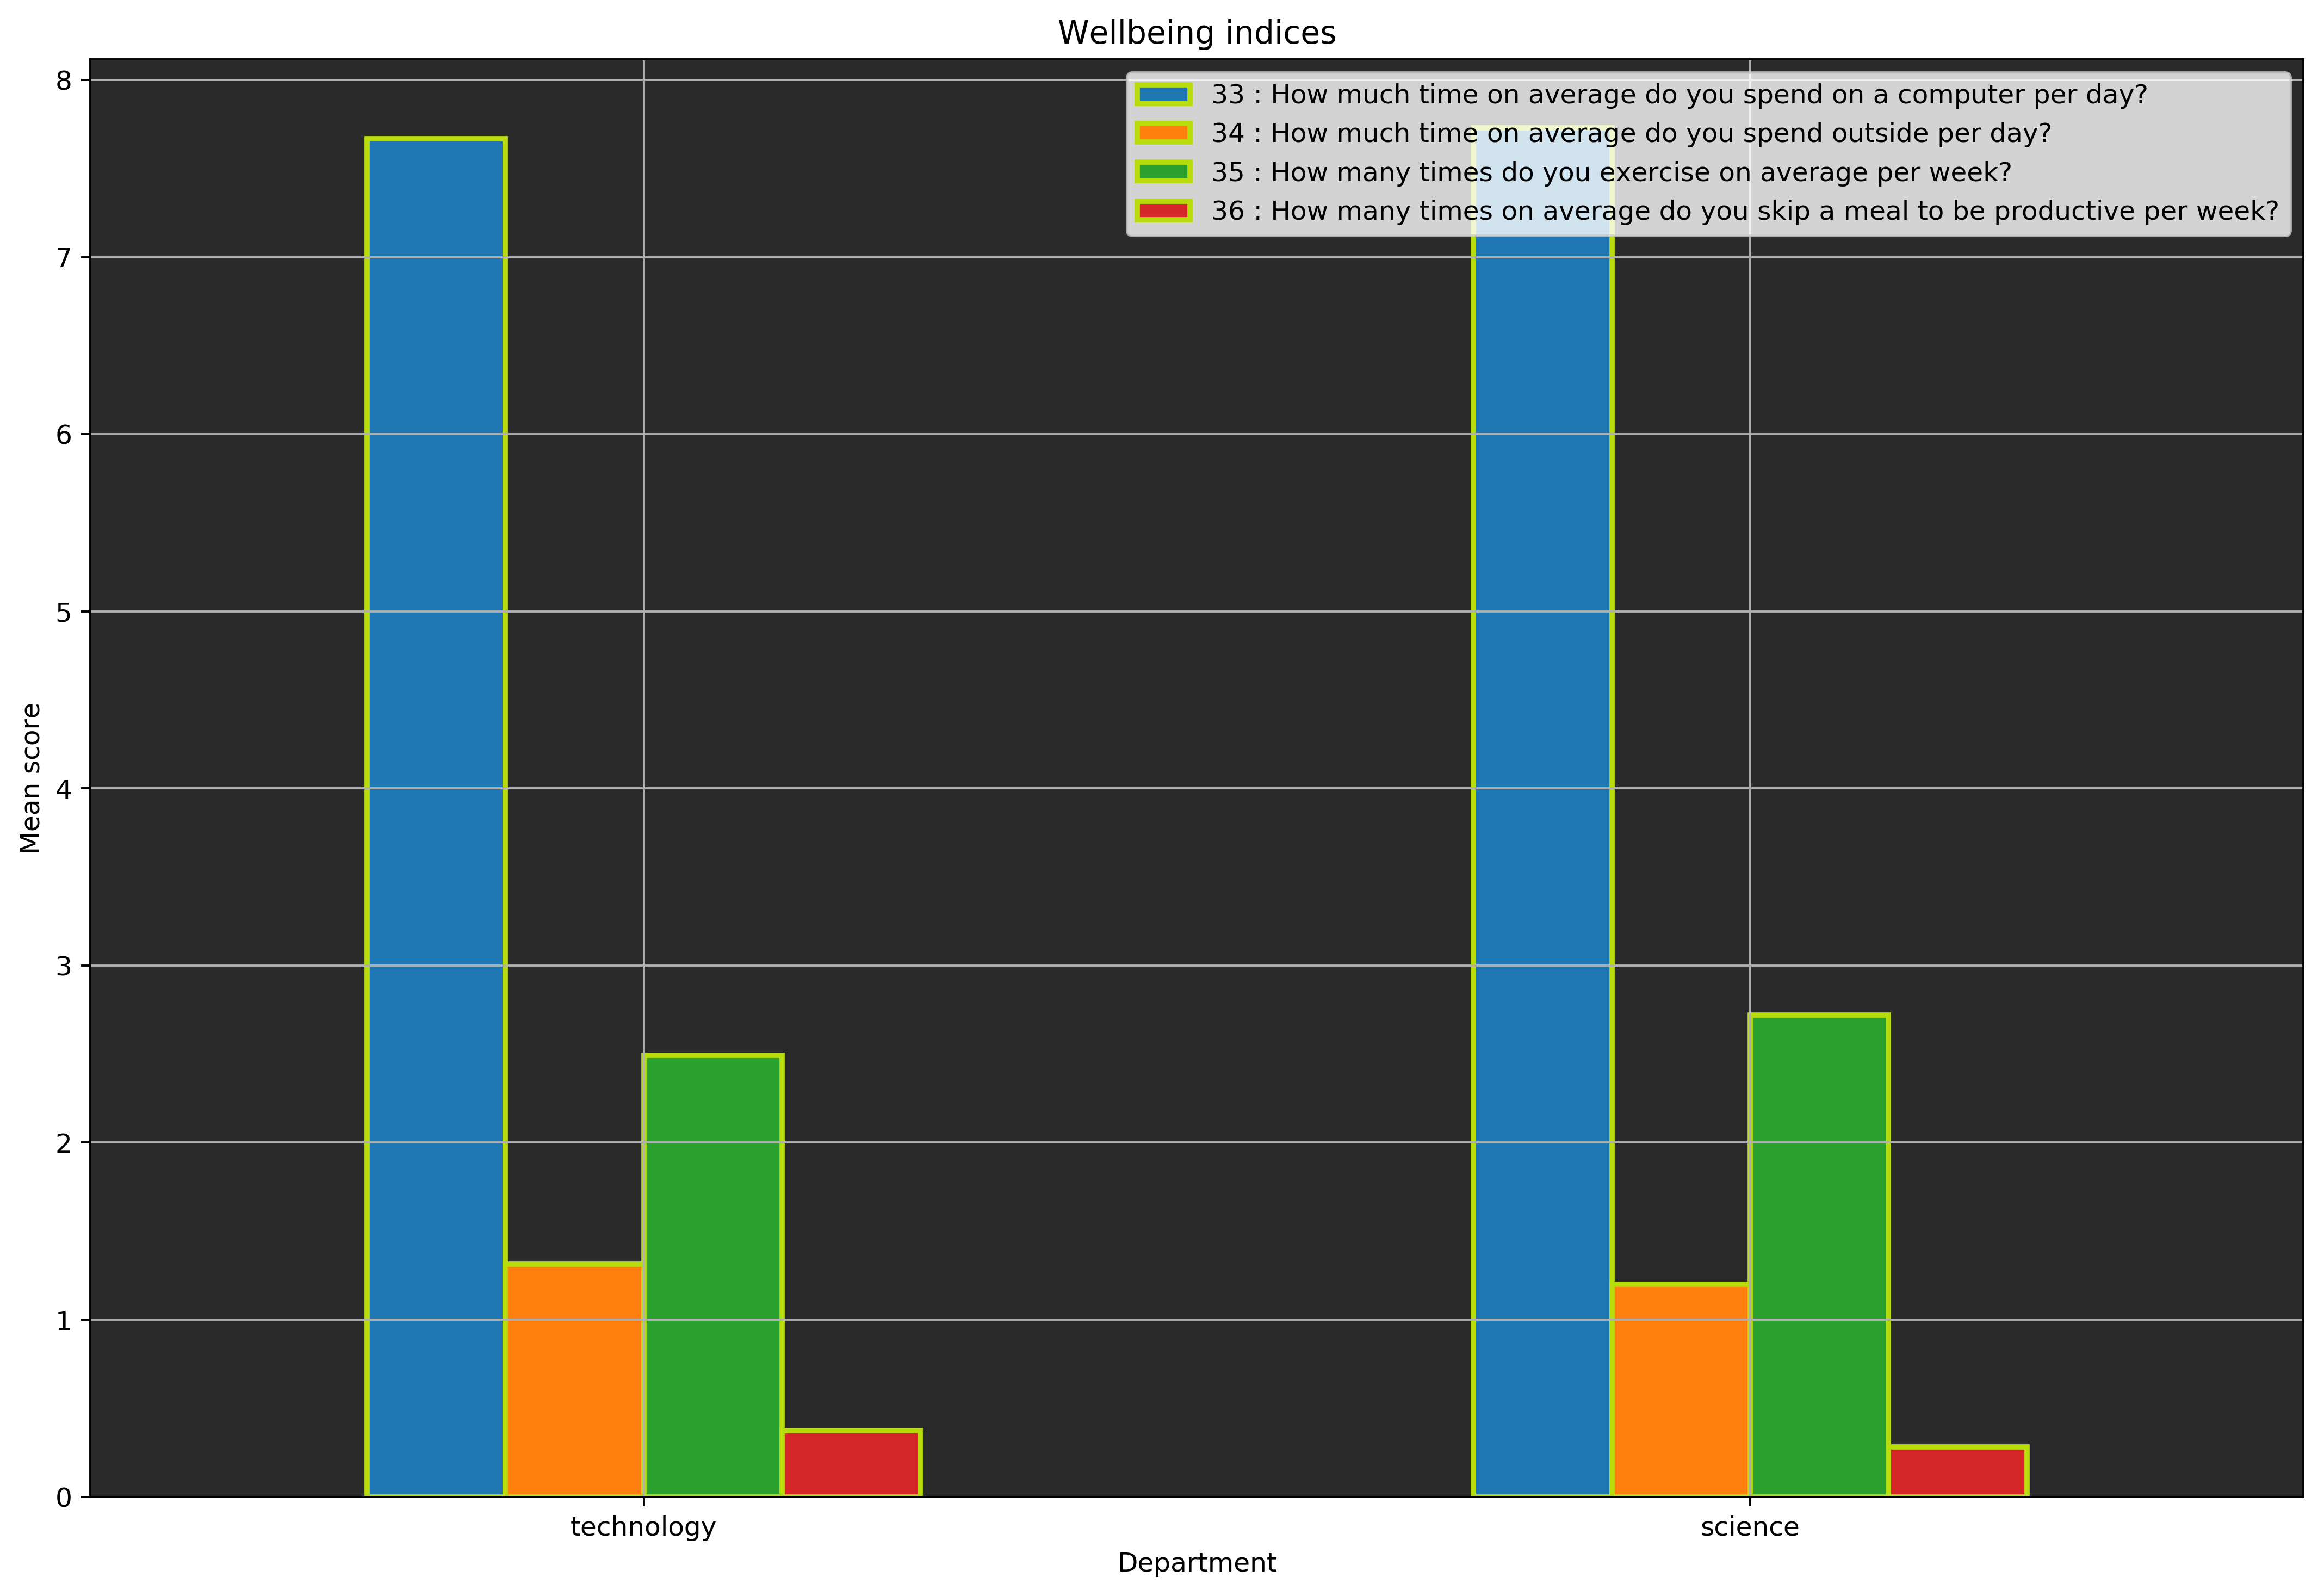 Wellbeing indices
33 : How much time on average do you spend on a computer per day?
34 : How much time on average do you spend outside per day?
35 : How many times do you exercise on average per week?
36 : How many times on average do you skip a meal to be productive per week?
8
7
6
5
4
3
2
1
0
Mean score
technology
science
Department